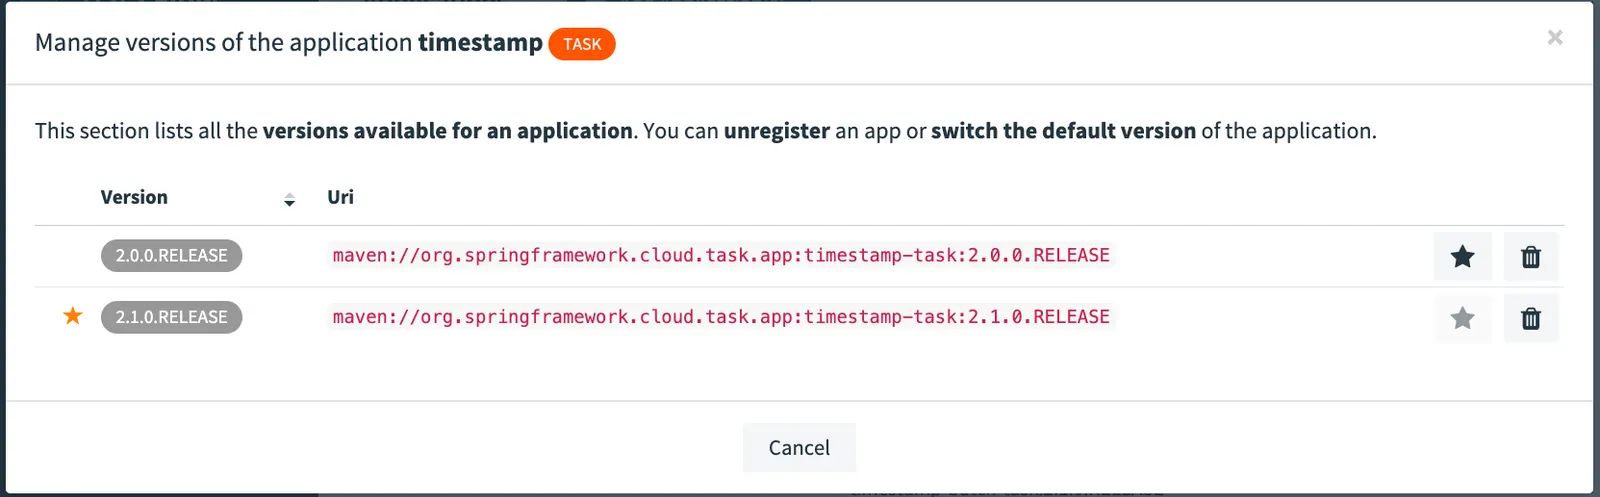 Manage versions of the application timestamp TASK
×
This section lists all the versions available for an application. You can unregister an app or switch the default version of the application.
Version Uri
2.0.0.RELEASE maven://org.springframework.cloud.task.app:timestamp-task:2.0.0.RELEASE
2.1.0.RELEASE maven://org.springframework.cloud.task.app:timestamp-task:2.1.0.RELEASE
Cancel